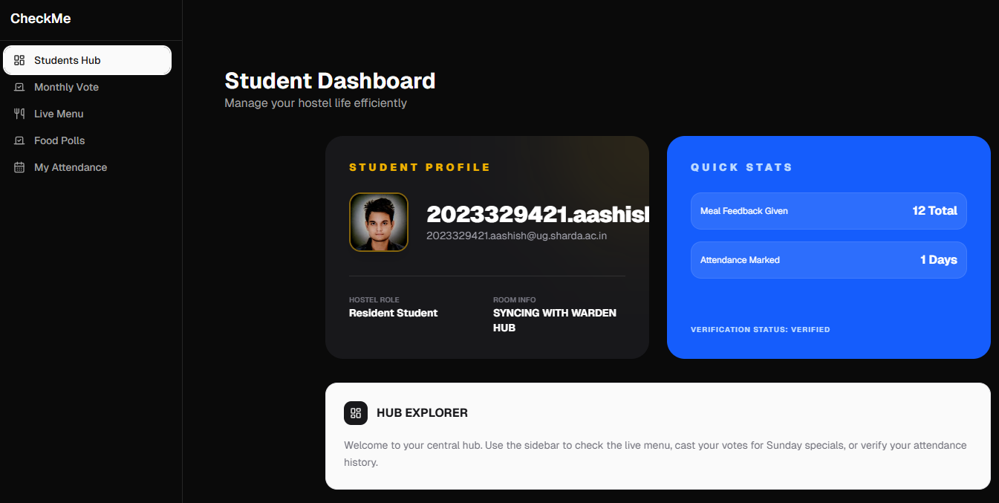 CheckMe
Students Hub
Monthly Vote
Live Menu
Food Polls
My Attendance
Student Dashboard
Manage your hostel life efficiently
STUDENT PROFILE
2023329421.aashis
2023329421.aashish@ug.sharda.ac.in
HOSTEL ROLE
Resident Student
ROOM INFO
SYNCING WITH WARDEN
HUB
QUICK STATS
Meal Feedback Given
12 Total
Attendance Marked
1 Days
VERIFICATION STATUS: VERIFIED
HUB EXPLORER
Welcome to your central hub. Use the sidebar to check the live menu, cast your votes for Sunday specials, or verify your attendance
history.